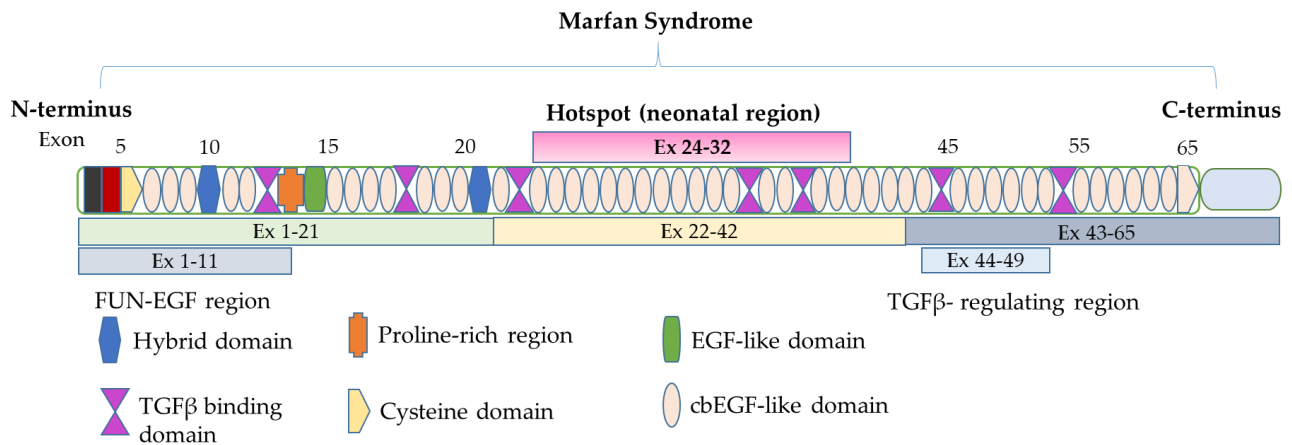 Marfan Syndrome
N-terminus
Hotspot (neonatal region)
C-terminus
Exon 5 10 15 20 45 55 65
Ex 24-32
Ex 1-21
Ex 22-42
Ex 43-65
Ex 1-11
Ex 44-49
FUN-EGF region
TGFβ- regulating region
Hybrid domain
Proline-rich region
EGF-like domain
TGFβ binding
domain
Cysteine domain
cbEGF-like domain